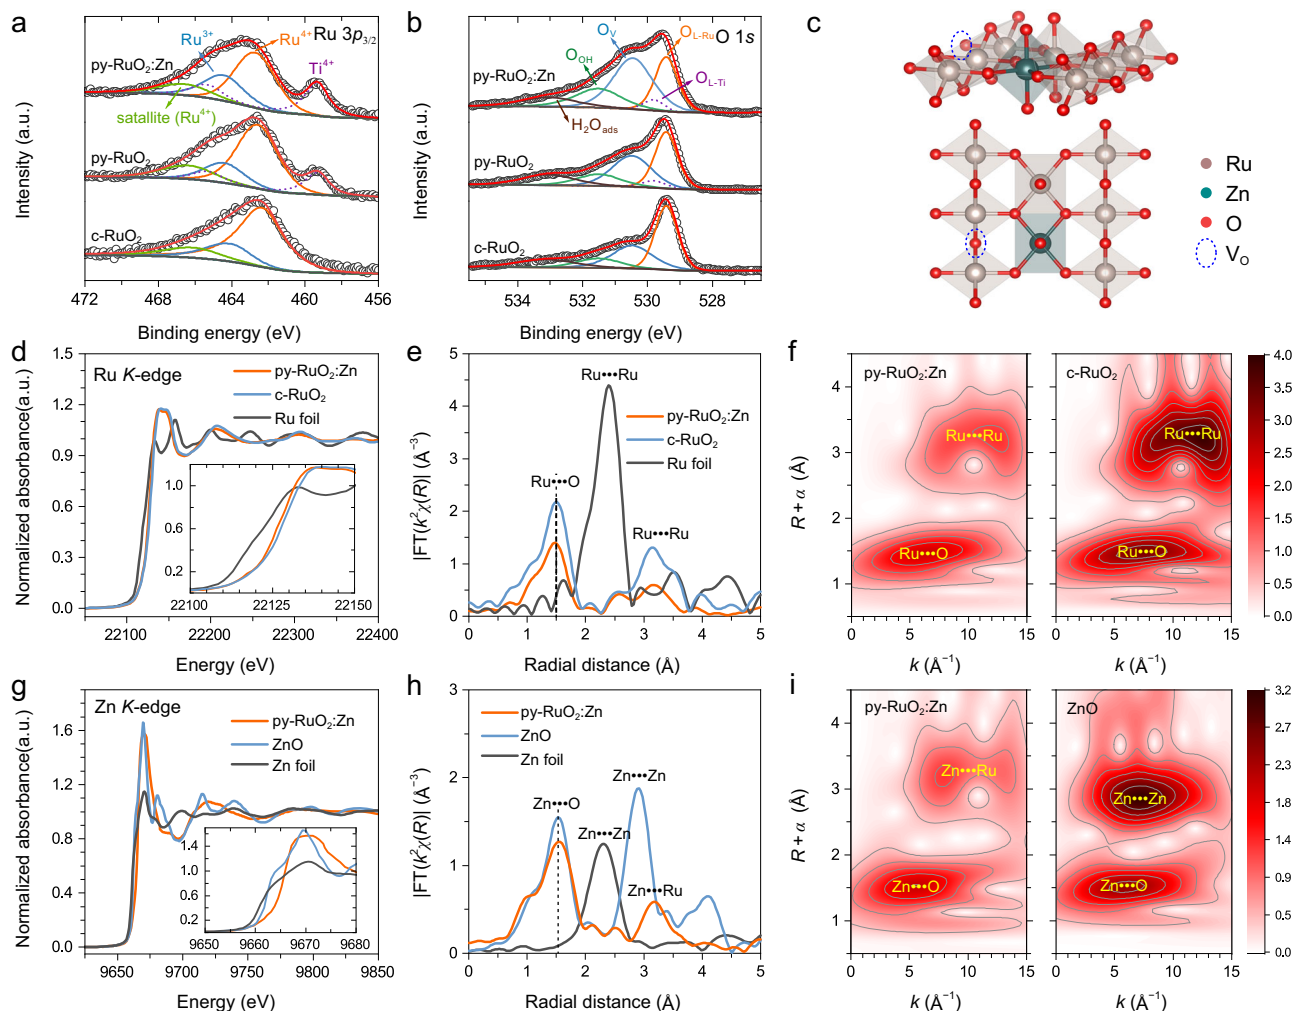 a
Ru 3p3/2
Ru3+
Ru4+
Ti4+
py-RuO2:Zn
satallite (Ru4+)
py-RuO2
c-RuO2
Intensity (a.u.)
472 468 464 460 456
Binding energy (eV)
b
O 1s
OV
OL-Ru
OOH
OL-Ti
py-RuO2:Zn
H2Oads
py-RuO2
c-RuO2
Intensity (a.u.)
534 532 530 528
Binding energy (eV)
c
Ru
Zn
O
VO
d
Ru K-edge
py-RuO2:Zn
c-RuO2
Ru foil
Normalized absorbance(a.u.)
1.5
1.2
0.9
0.6
0.3
0.0
1.0
0.8
0.6
0.4
0.2
22100 22125 22150
22100 22200 22300 22400
Energy (eV)
e
Ru•••Ru
py-RuO2:Zn
c-RuO2
Ru foil
Ru•••O
Ru•••Ru
|FT(k2χ(R)| (Å−3)
5
4
3
2
1
0
0 1 2 3 4 5
Radial distance (Å)
f
py-RuO2:Zn
c-RuO2
Ru•••Ru
Ru•••Ru
Ru•••O
Ru•••O
R + α (Å)
4
3
2
1
0 5 10 15
0 5 10 15
k (Å−1)
k (Å−1)
4.0
3.5
3.0
2.5
2.0
1.5
1.0
0.5
0.0
g
Zn K-edge
py-RuO2:Zn
ZnO
Zn foil
Normalized absorbance(a.u.)
1.6
1.2
0.8
0.4
0.0
1.4
1.0
0.6
0.2
9650 9660 9670 9680
9650 9700 9750 9800 9850
Energy (eV)
h
py-RuO2:Zn
ZnO
Zn foil
Zn•••Zn
Zn•••O
Zn•••Zn
Zn•••Ru
|FT(k2χ(R)| (Å−3)
3
2
1
0
0 1 2 3 4 5
Radial distance (Å)
i
py-RuO2:Zn
ZnO
Zn•••Ru
Zn•••Zn
Zn•••O
Zn•••O
R + α (Å)
4
3
2
1
0 5 10 15
0 5 10 15
k (Å−1)
k (Å−1)
3.2
2.9
2.5
2.1
1.7
1.3
0.8
0.4
0.0